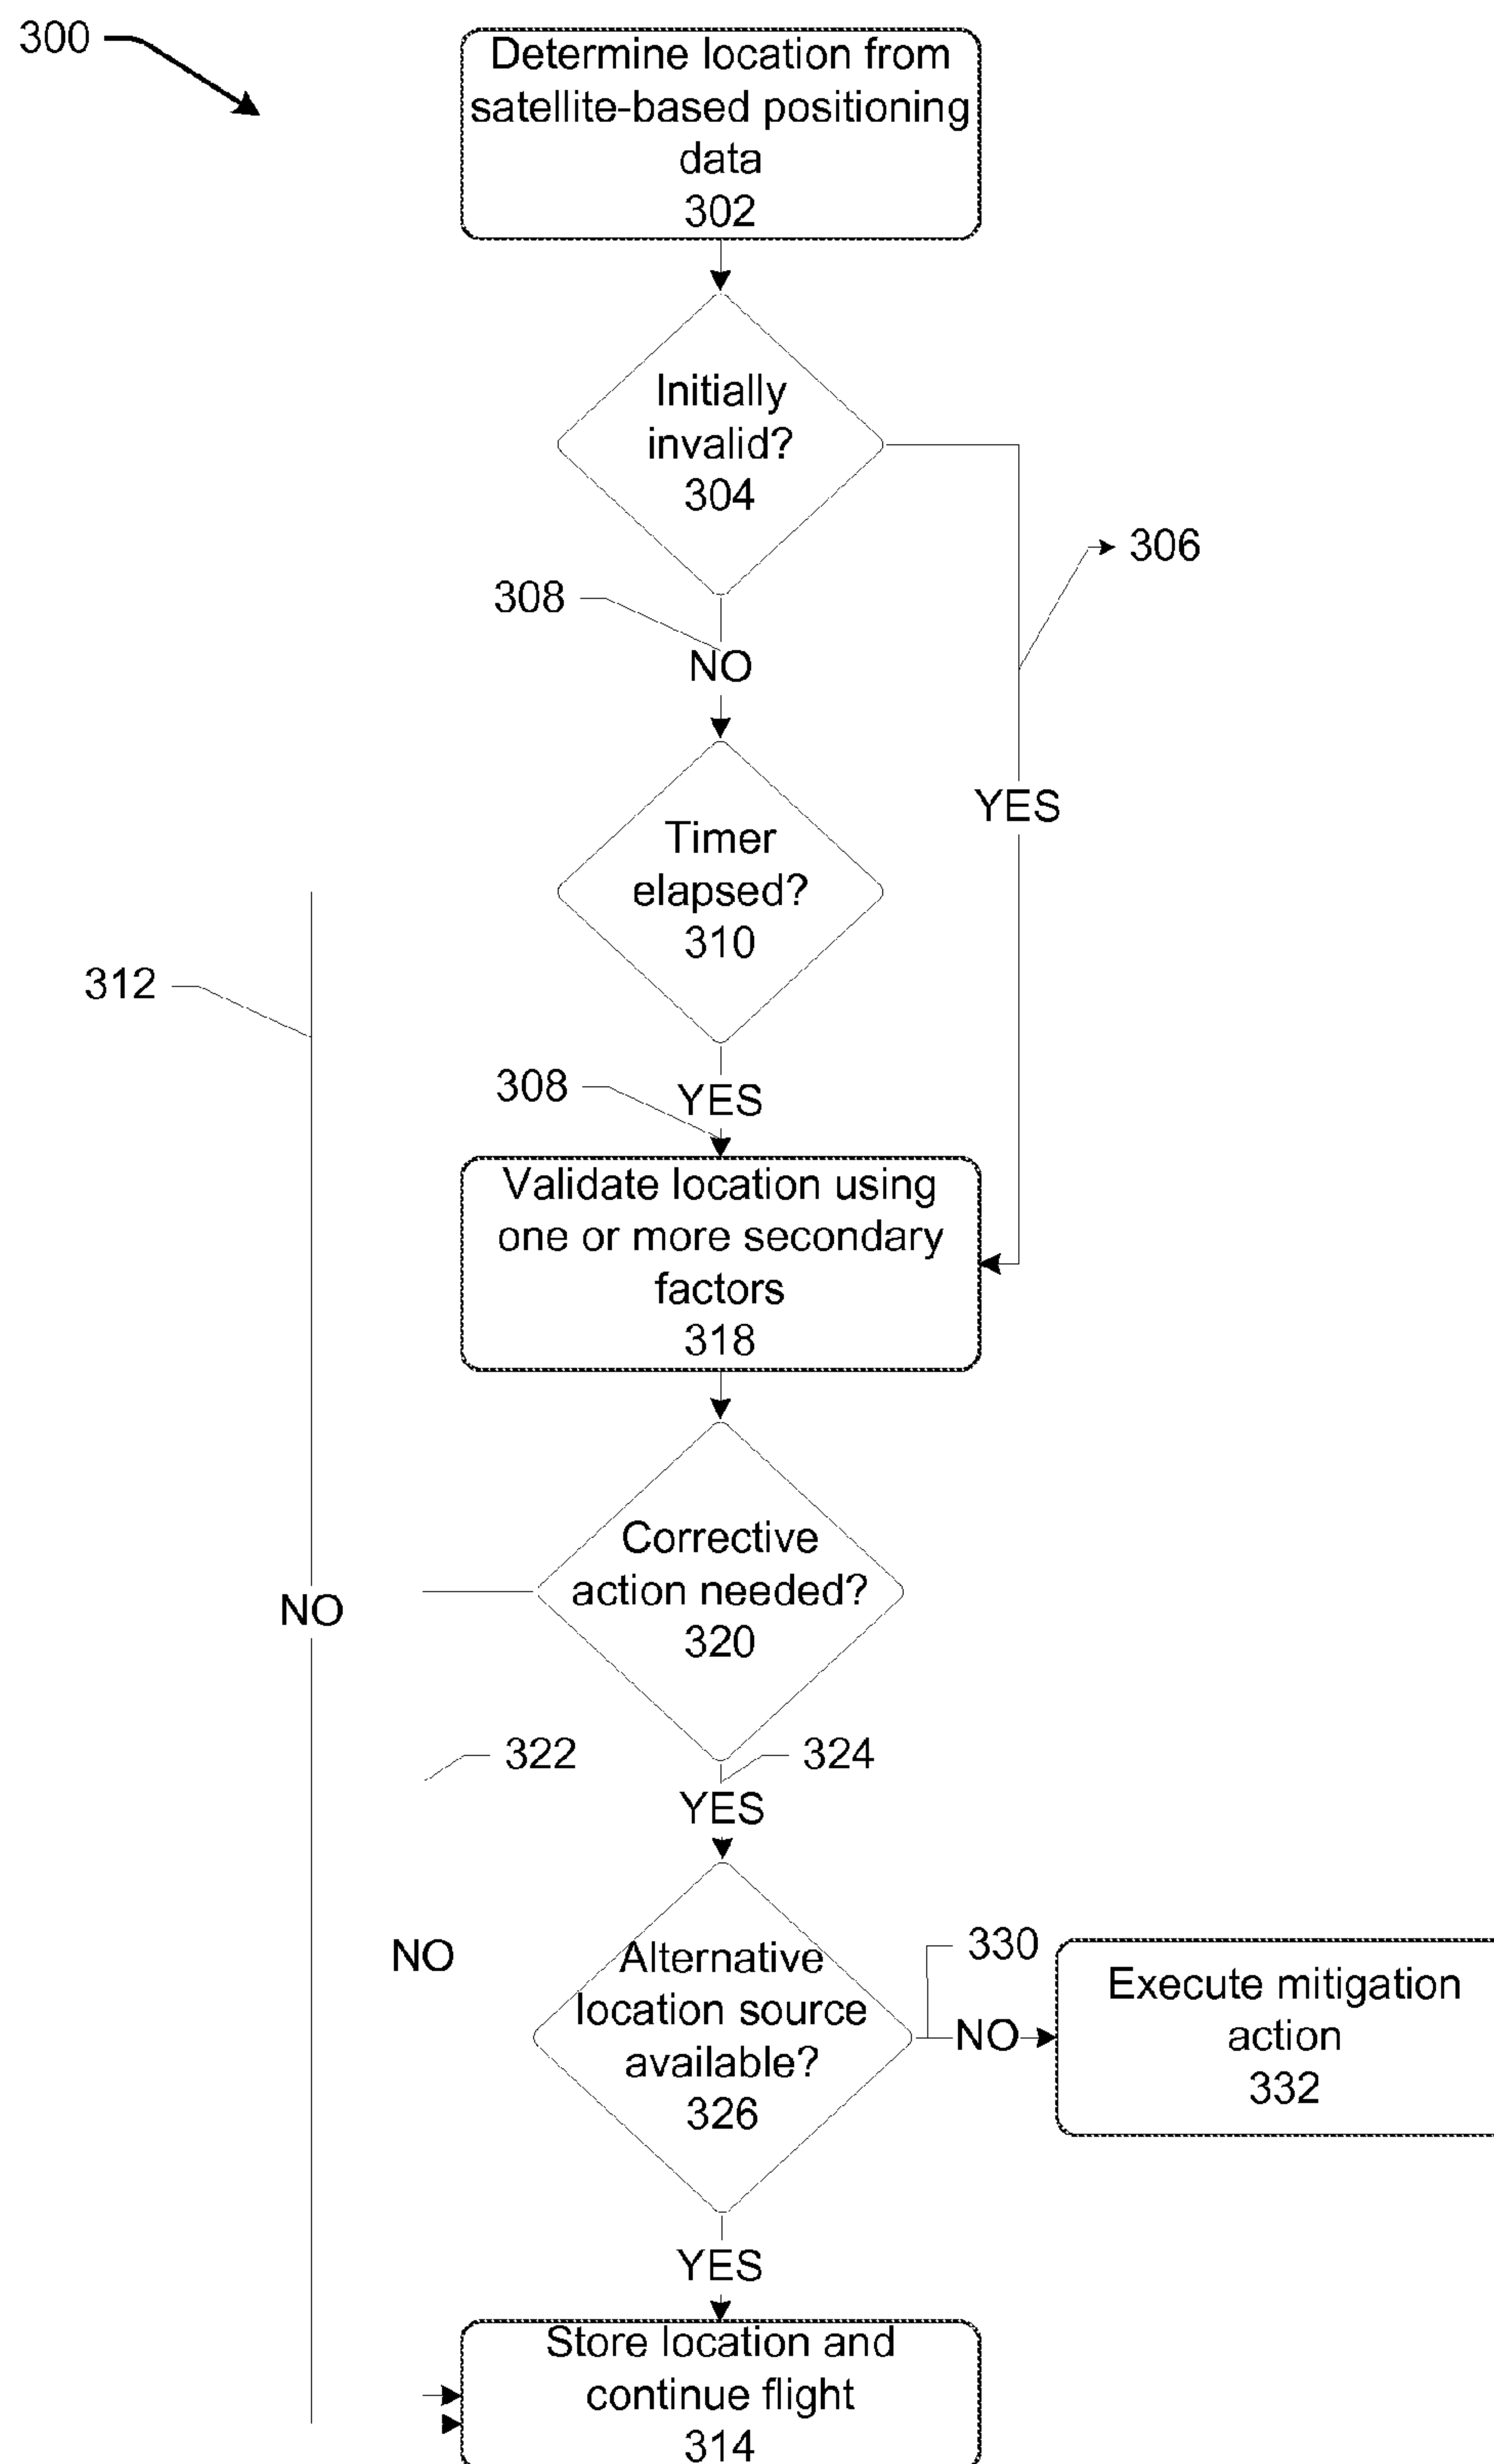 300
Determine location from
satellite-based positioning
data
302
Initially
invalid?
304
306
308
NO
YES
Timer
elapsed?
310
312
308
YES
Validate location using
one or more secondary
factors
318
Corrective
action needed?
320
NO
322
324
YES
NO
Alternative
location source
available?
326
330
NO
Execute mitigation
action
332
YES
Store location and
continue flight
314